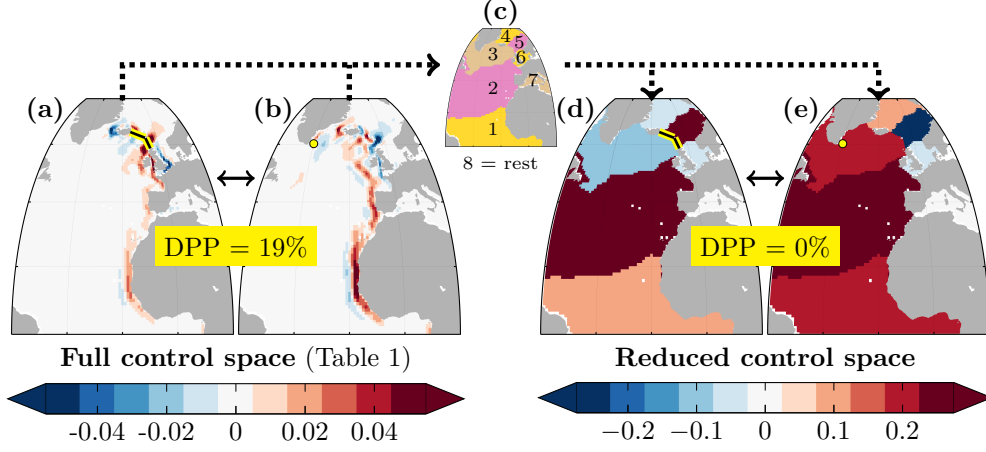 (c)
4
5
3
6
7
2
1
8 = rest
(a)
(b)
(d)
(e)
DPP = 19%
DPP = 0%
Full control space (Table 1)
Reduced control space
-0.04 -0.02 0 0.02 0.04
−0.2 −0.1 0 0.1 0.2